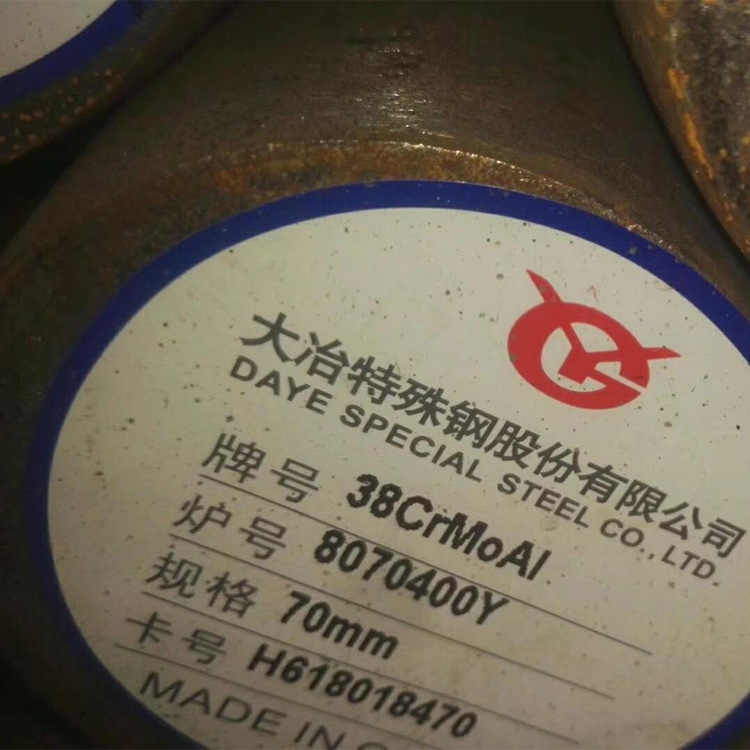 大冶特殊钢股份有限公司
DAYE SPECIAL STEEL CO.,LTD.
牌号 38CrMoAl
炉号 8070400Y
规格 70mm
卡号 H618018470
MADE IN